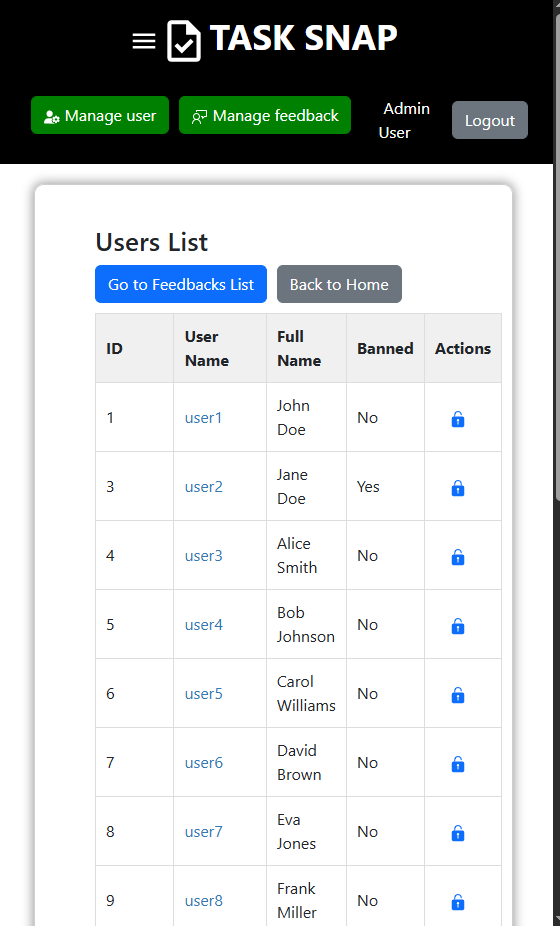 TASK SNAP
Manage user
Manage feedback
Admin
User
Logout
Users List
Go to Feedbacks List
Back to Home
ID
User
Name
Full
Name
Banned
Actions
1
user1
John
Doe
No
3
user2
Jane
Doe
Yes
4
user3
Alice
Smith
No
5
user4
Bob
Johnson
No
6
user5
Carol
Williams
No
7
user6
David
Brown
No
8
user7
Eva
Jones
No
9
user8
Frank
Miller
No